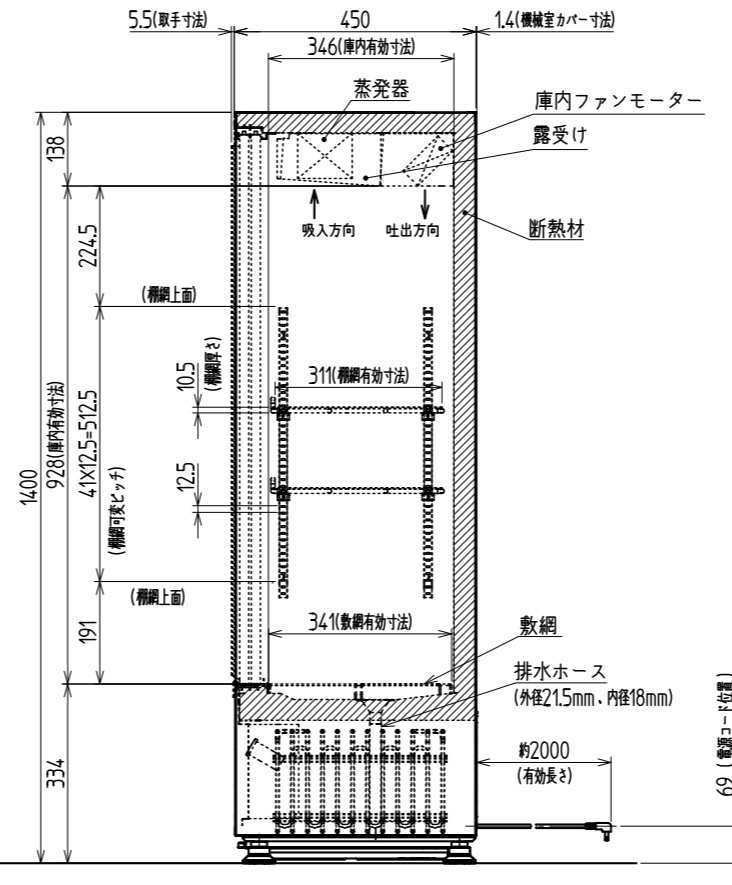 5.5(取手寸法)
450
1.4(機械室カバー寸法)
346(庫内有効寸法)
蒸発器
庫内ファンモーター
露受け
138
吸入方向
吐出方向
断熱材
224.5
(棚網上面)
10.5
(棚網厚さ)
311(棚網有効寸法)
1400
928(庫内有効寸法)
41X12.5=512.5
(棚網可変ピッチ)
12.5
(棚網上面)
191
341(敷網有効寸法)
敷網
排水ホース
(外径21.5mm、内径18mm)
334
約2000
(有効長さ)
69 (電源コード位置)